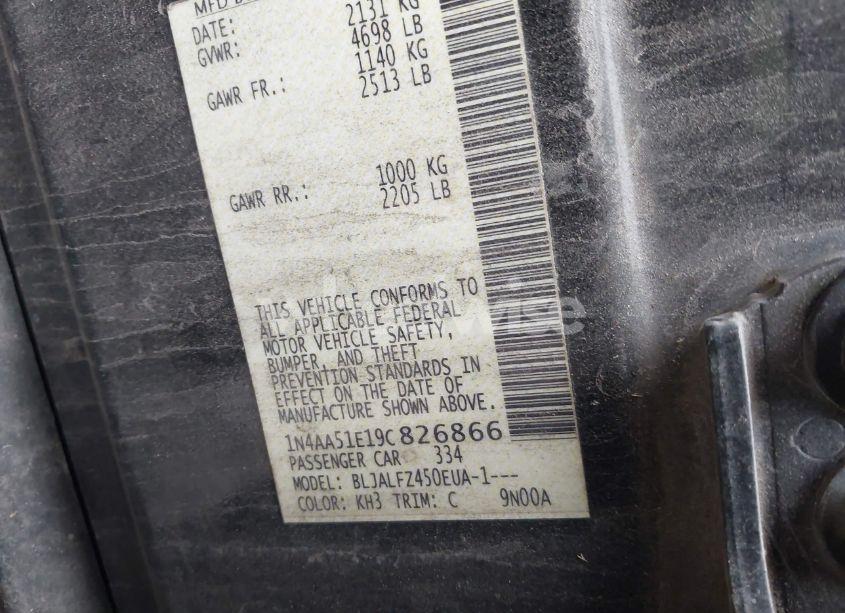 MFD B
DATE: 2131 KG
GVWR: 4698 LB
1140 KG
GAWR FR.: 2513 LB
1000 KG
GAWR RR.: 2205 LB
THIS VEHICLE CONFORMS TO
ALL APPLICABLE FEDERAL
MOTOR VEHICLE SAFETY,
BUMPER, AND THEFT
PREVENTION STANDARDS IN
EFFECT ON THE DATE OF
MANUFACTURE SHOWN ABOVE.
1N4AA51E19C826866
PASSENGER CAR 334
MODEL: BLJALFZ450EUA-1---
COLOR: KH3 TRIM: C 9N00A